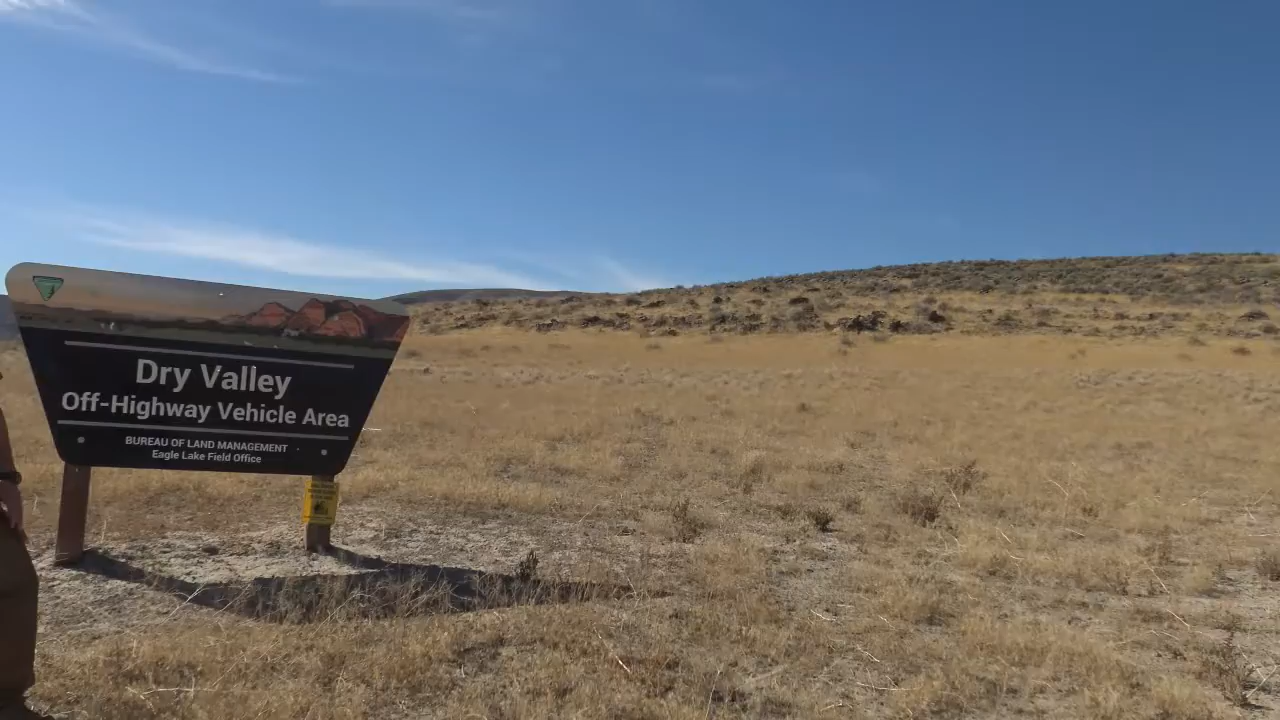 Dry Valley
Off-Highway Vehicle Area
BUREAU OF LAND MANAGEMENT
Eagle Lake Field Office